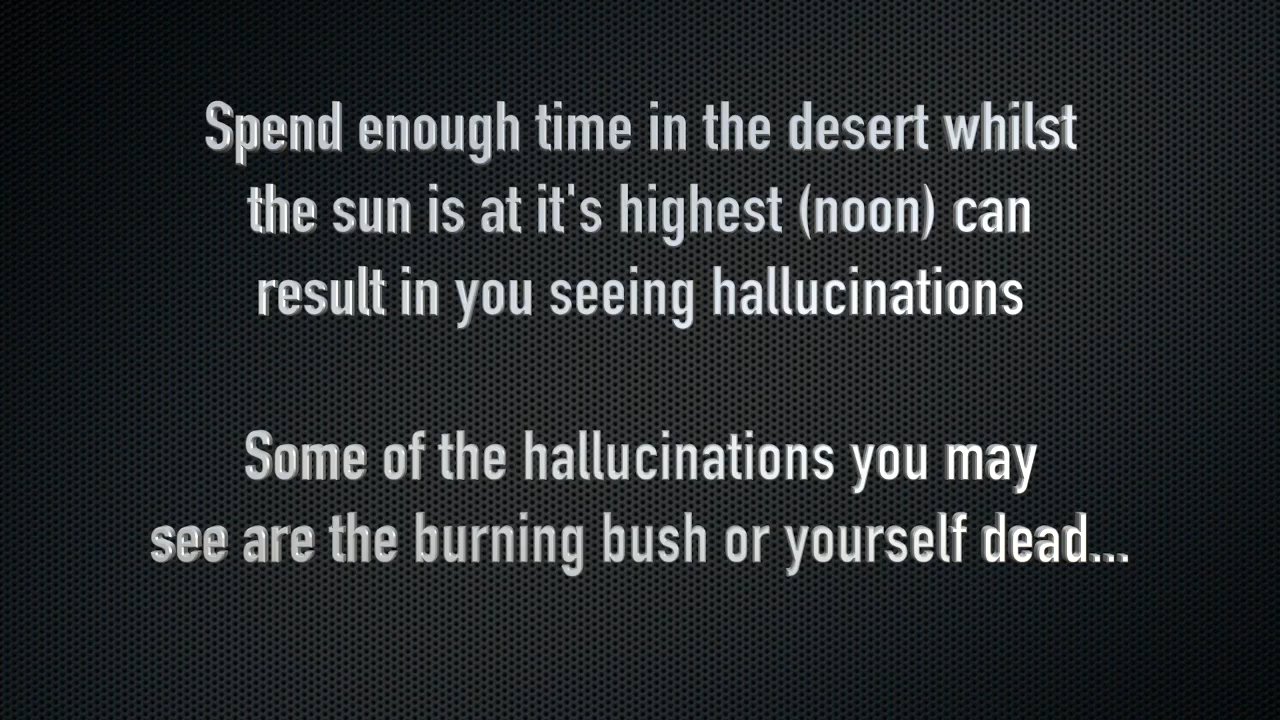 Spend enough time in the desert whilst
the sun is at it's highest (noon) can
result in you seeing hallucinations
Some of the hallucinations you may
see are the burning bush or yourself dead...